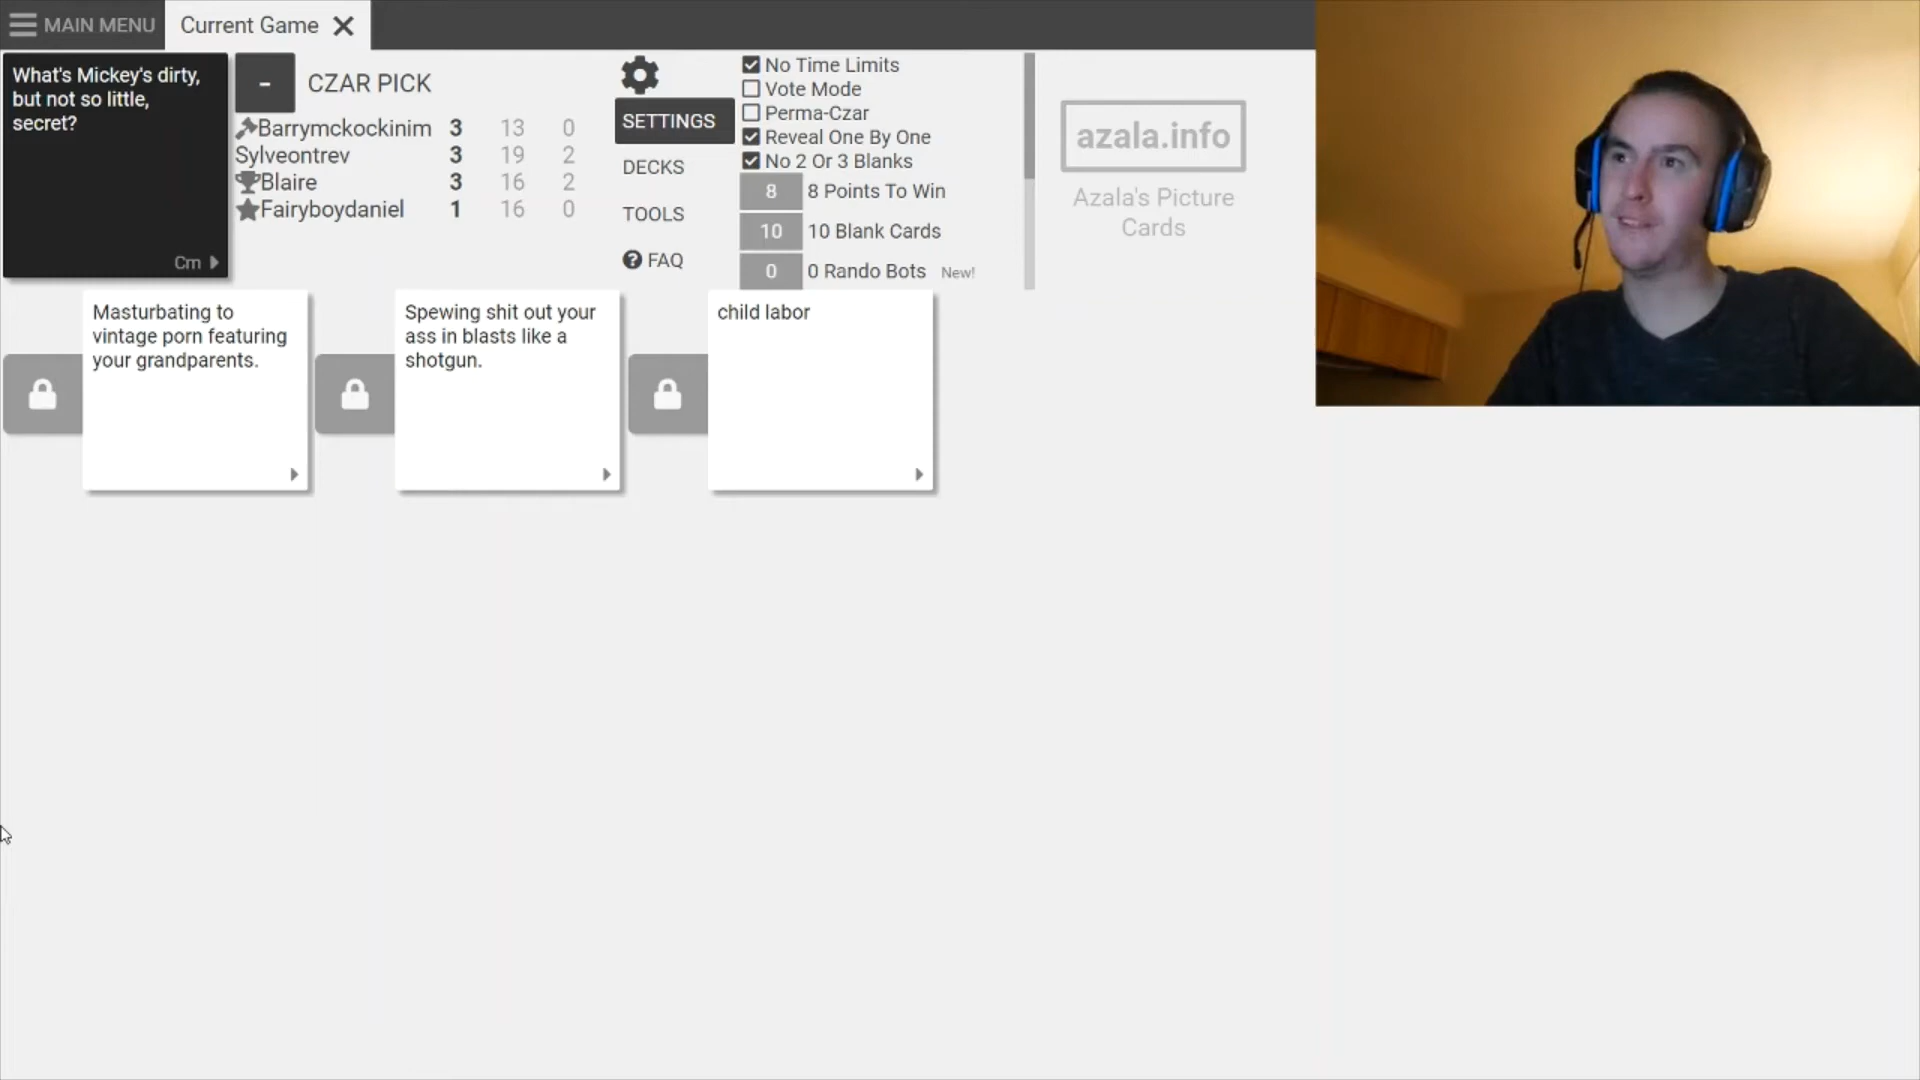 MAIN MENU
Current Game
What's Mickey's dirty,
but not so little,
secret?
Cm
-
CZAR PICK
Barrymckockinim 3 13 0
Sylveontrev 3 19 2
Blaire 3 16 2
Fairyboydaniel 1 16 0
SETTINGS
DECKS
TOOLS
FAQ
No Time Limits
Vote Mode
Perma-Czar
Reveal One By One
No 2 Or 3 Blanks
8 8 Points To Win
10 10 Blank Cards
0 0 Rando Bots New!
azala.info
Azala's Picture
Cards
Masturbating to
vintage porn featuring
your grandparents.
Spewing shit out your
ass in blasts like a
shotgun.
child labor